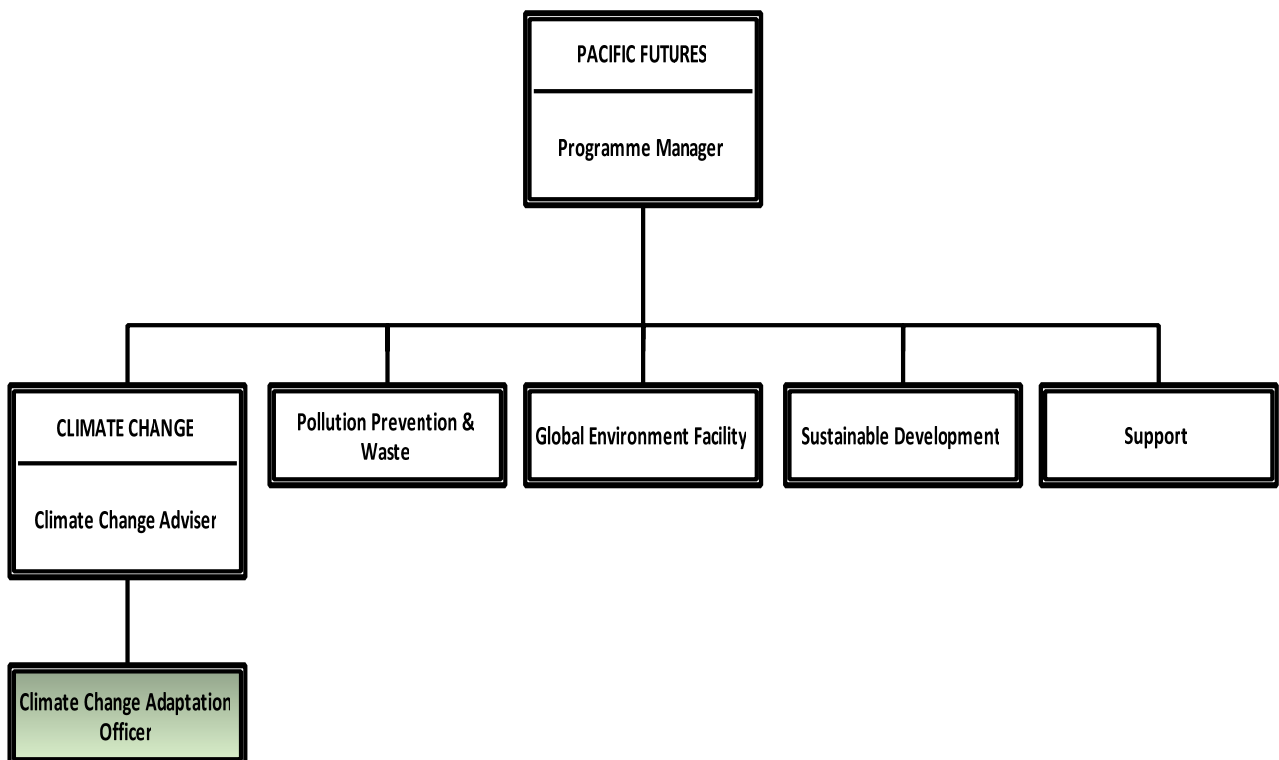 PACIFIC FUTURES
Programme Manager
CLIMATE CHANGE
Climate Change Adviser
Pollution Prevention &
Waste
Global Environment Facility
Sustainable Development
Support
Climate Change Adaptation
Officer